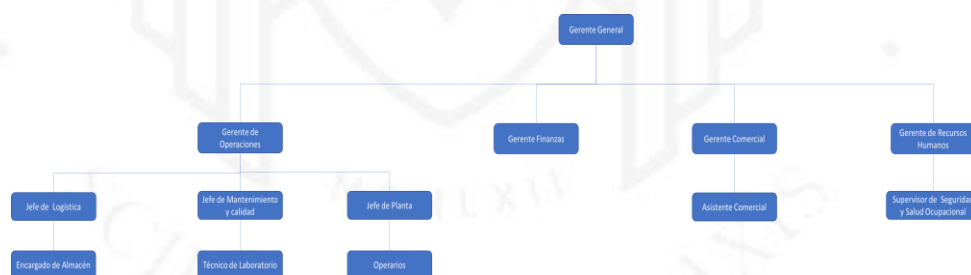 Gerente General
Gerente de
Operaciones
Gerente Finanzas
Gerente Comercial
Gerente de Recursos
Humanos
Jefe de Logística
Jefe de Mantenimiento
y calidad
Jefe de Planta
Asistente Comercial
Supervisor de Seguridad
y Salud Ocupacional
Encargado de Almacén
Técnico de Laboratorio
Operarios